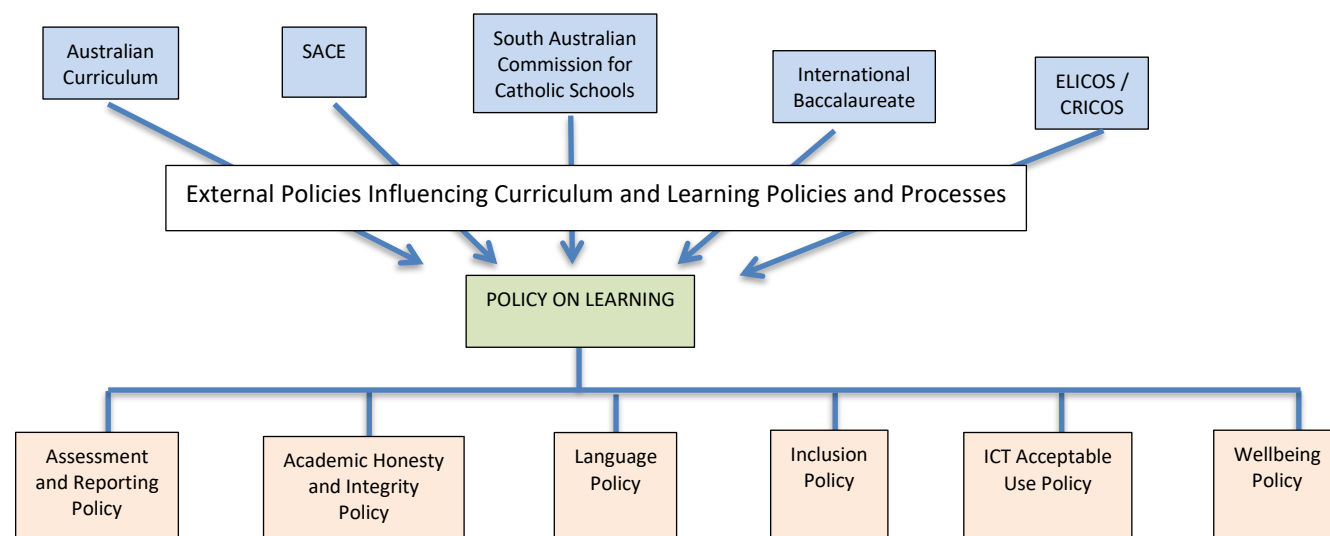 Australian
Curriculum
SACE
South Australian
Commission for
Catholic Schools
International
Baccalaureate
ELICOS /
CRICOS
External Policies Influencing Curriculum and Learning Policies and Processes
POLICY ON LEARNING
Assessment
and Reporting
Policy
Academic Honesty
and Integrity
Policy
Language
Policy
Inclusion
Policy
ICT Acceptable
Use Policy
Wellbeing
Policy